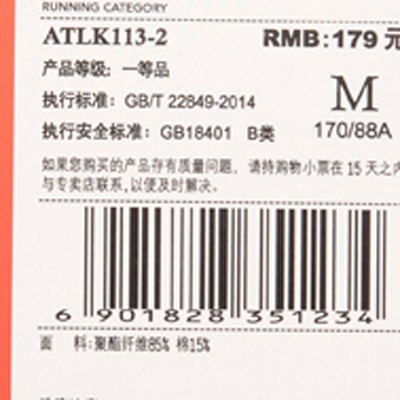 RUNNING CATEGORY
ATLK113-2 RMB:179 元
产品等级: 一等品
执行标准: GB/T 22849-2014 M
执行安全标准: GB18401 B类 170/88A
如果您购买的产品存有质量问题, 请持购物小票在 15 天之内
与专卖店联系,以便及时解决。
6 901828 351234
面 料:聚酯纤维85% 棉15%